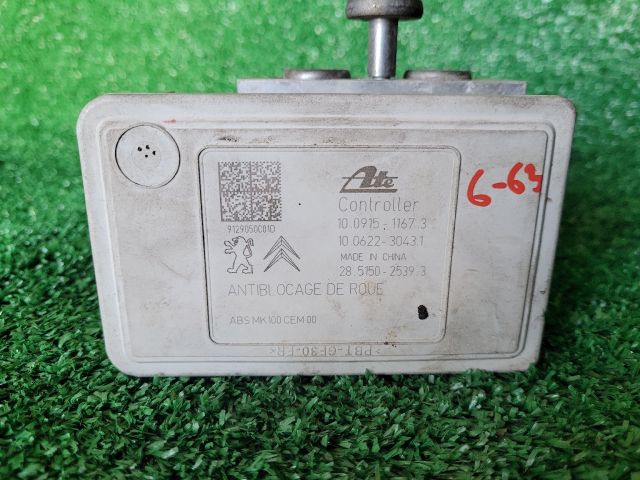 Ate
Controller
10.0915.1167.3
10.0622-3043.1
MADE IN CHINA
28.5150-2539.3
9129050C01D
ANTIBLOCAGE DE ROUE
ABS MK100 CEM 00
>PBT-GF30-FR<
6-63